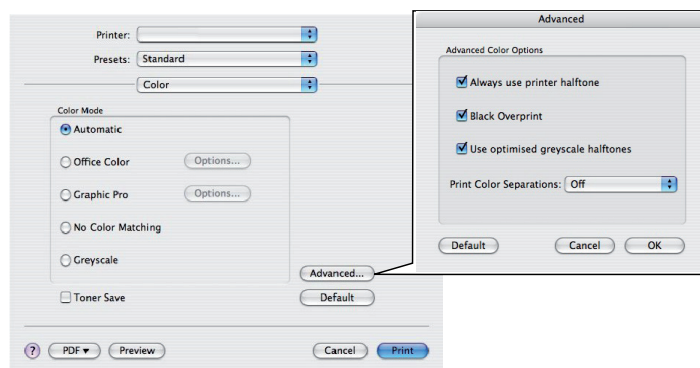 Printer:
Presets: Standard
Color
Color Mode
Automatic
Office Color Options...
Graphic Pro Options...
No Color Matching
Greyscale
Advanced...
Toner Save Default
? PDF Preview Cancel Print
Advanced
Advanced Color Options
Always use printer halftone
Black Overprint
Use optimised greyscale halftones
Print Color Separations: Off
Default Cancel OK